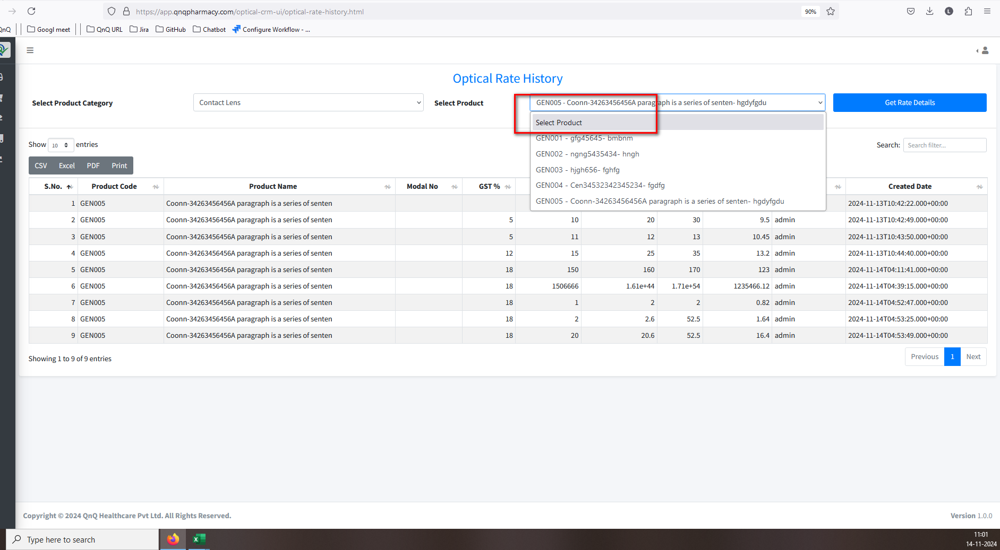 https://app.qnqpharmacy.com/optical-crm-ui/optical-rate-history.html 90% L
QnQ Googl meet QnQ URL Jira GitHub Chatbot Configure Workflow - ...
Optical Rate History
Select Product Category Contact Lens Select Product GEN005 - Coonn-34263456456A paragraph is a series of senten- hgdyfgdu Get Rate Details
Select Product
GEN001 - gfg45645- bmbnm
GEN002 - ngng5435434- hngh
GEN003 - hjgh656- fghfg
GEN004 - Cen34532342345234- fgdfg
GEN005 - Coonn-34263456456A paragraph is a series of senten- hgdyfgdu
Show 10 entries Search: Search filter...
CSV Excel PDF Print
S.No. Product Code Product Name Modal No GST % Created Date
1 GEN005 Coonn-34263456456A paragraph is a series of senten 2024-11-13T10:42:22.000+00:00
2 GEN005 Coonn-34263456456A paragraph is a series of senten 5 10 20 30 9.5 admin 2024-11-13T10:42:49.000+00:00
3 GEN005 Coonn-34263456456A paragraph is a series of senten 5 11 12 13 10.45 admin 2024-11-13T10:43:50.000+00:00
4 GEN005 Coonn-34263456456A paragraph is a series of senten 12 15 25 35 13.2 admin 2024-11-13T10:44:40.000+00:00
5 GEN005 Coonn-34263456456A paragraph is a series of senten 18 150 160 170 123 admin 2024-11-14T04:11:41.000+00:00
6 GEN005 Coonn-34263456456A paragraph is a series of senten 18 1506666 1.61e+44 1.71e+54 1235466.12 admin 2024-11-14T04:39:15.000+00:00
7 GEN005 Coonn-34263456456A paragraph is a series of senten 18 1 2 2 0.82 admin 2024-11-14T04:52:47.000+00:00
8 GEN005 Coonn-34263456456A paragraph is a series of senten 18 2 2.6 52.5 1.64 admin 2024-11-14T04:53:25.000+00:00
9 GEN005 Coonn-34263456456A paragraph is a series of senten 18 20 20.6 52.5 16.4 admin 2024-11-14T04:53:49.000+00:00
Showing 1 to 9 of 9 entries Previous 1 Next
Copyright © 2024 QnQ Healthcare Pvt Ltd. All Rights Reserved. Version 1.0.0
Type here to search
11:01
14-11-2024